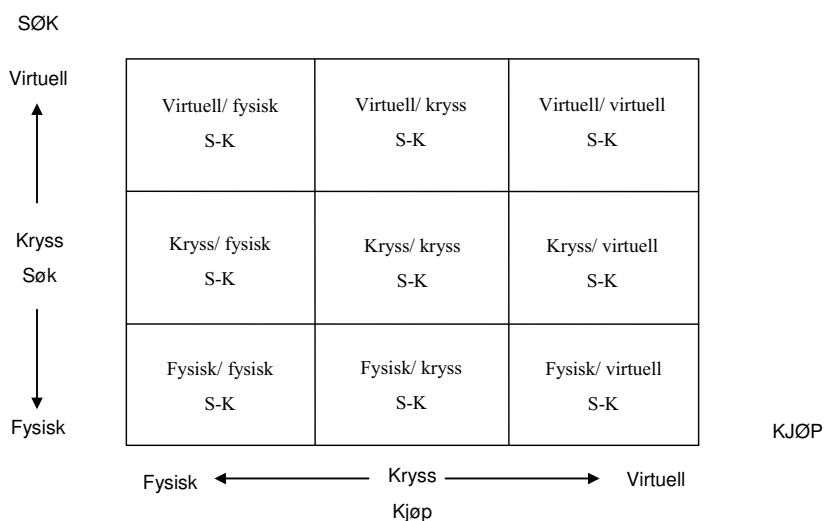 SØK
Virtuell
Virtuell/ fysisk
S-K
Virtuell/ kryss
S-K
Virtuell/ virtuell
S-K
Kryss
Søk
Kryss/ fysisk
S-K
Kryss/ kryss
S-K
Kryss/ virtuell
S-K
Fysisk/ fysisk
S-K
Fysisk/ kryss
S-K
Fysisk/ virtuell
S-K
Fysisk
KJØP
Fysisk
Kryss
Kjøp
Virtuell